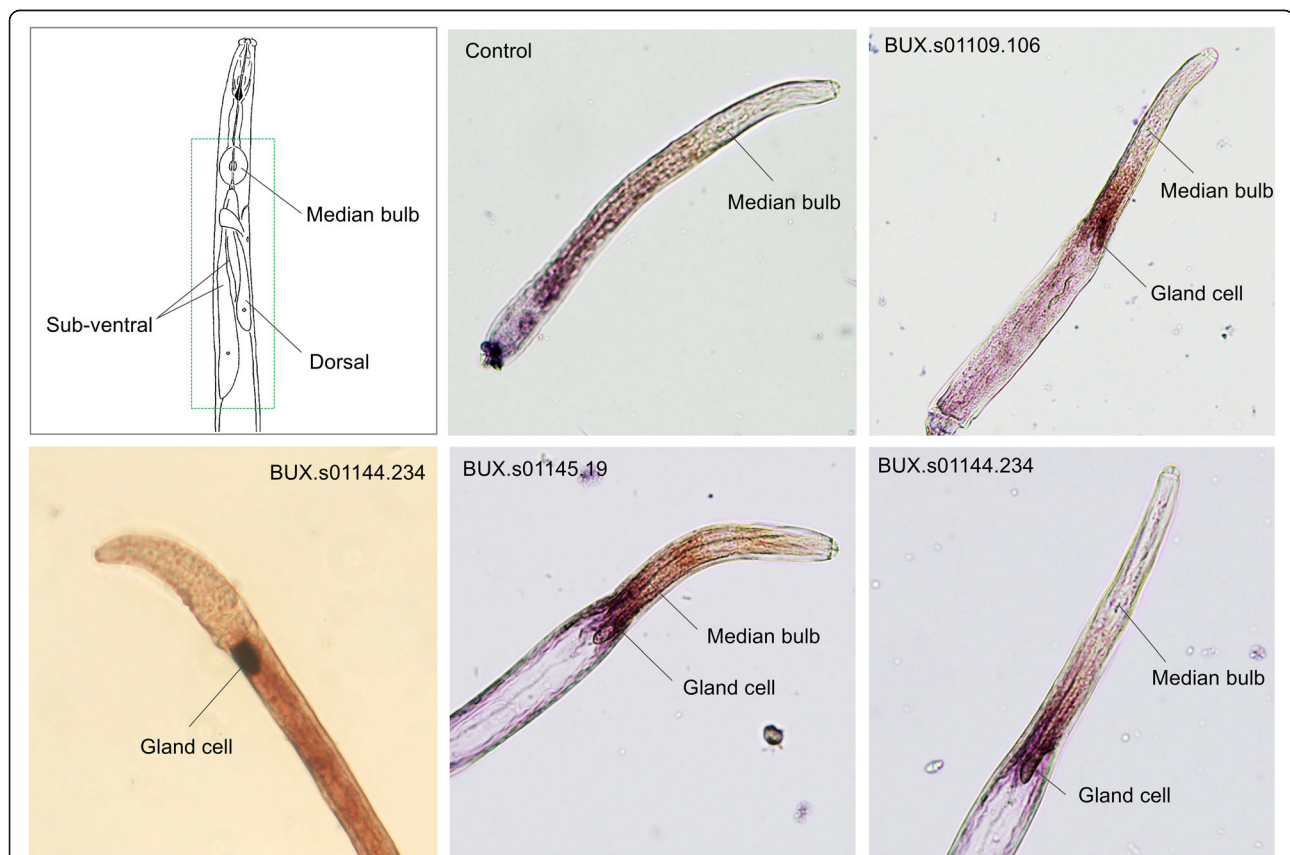 Median bulb
Sub-ventral
Dorsal
Control
Median bulb
BUX.s01109.106
Median bulb
Gland cell
BUX.s01144.234
Gland cell
BUX.s01145.19
Median bulb
Gland cell
BUX.s01144.234
Median bulb
Gland cell